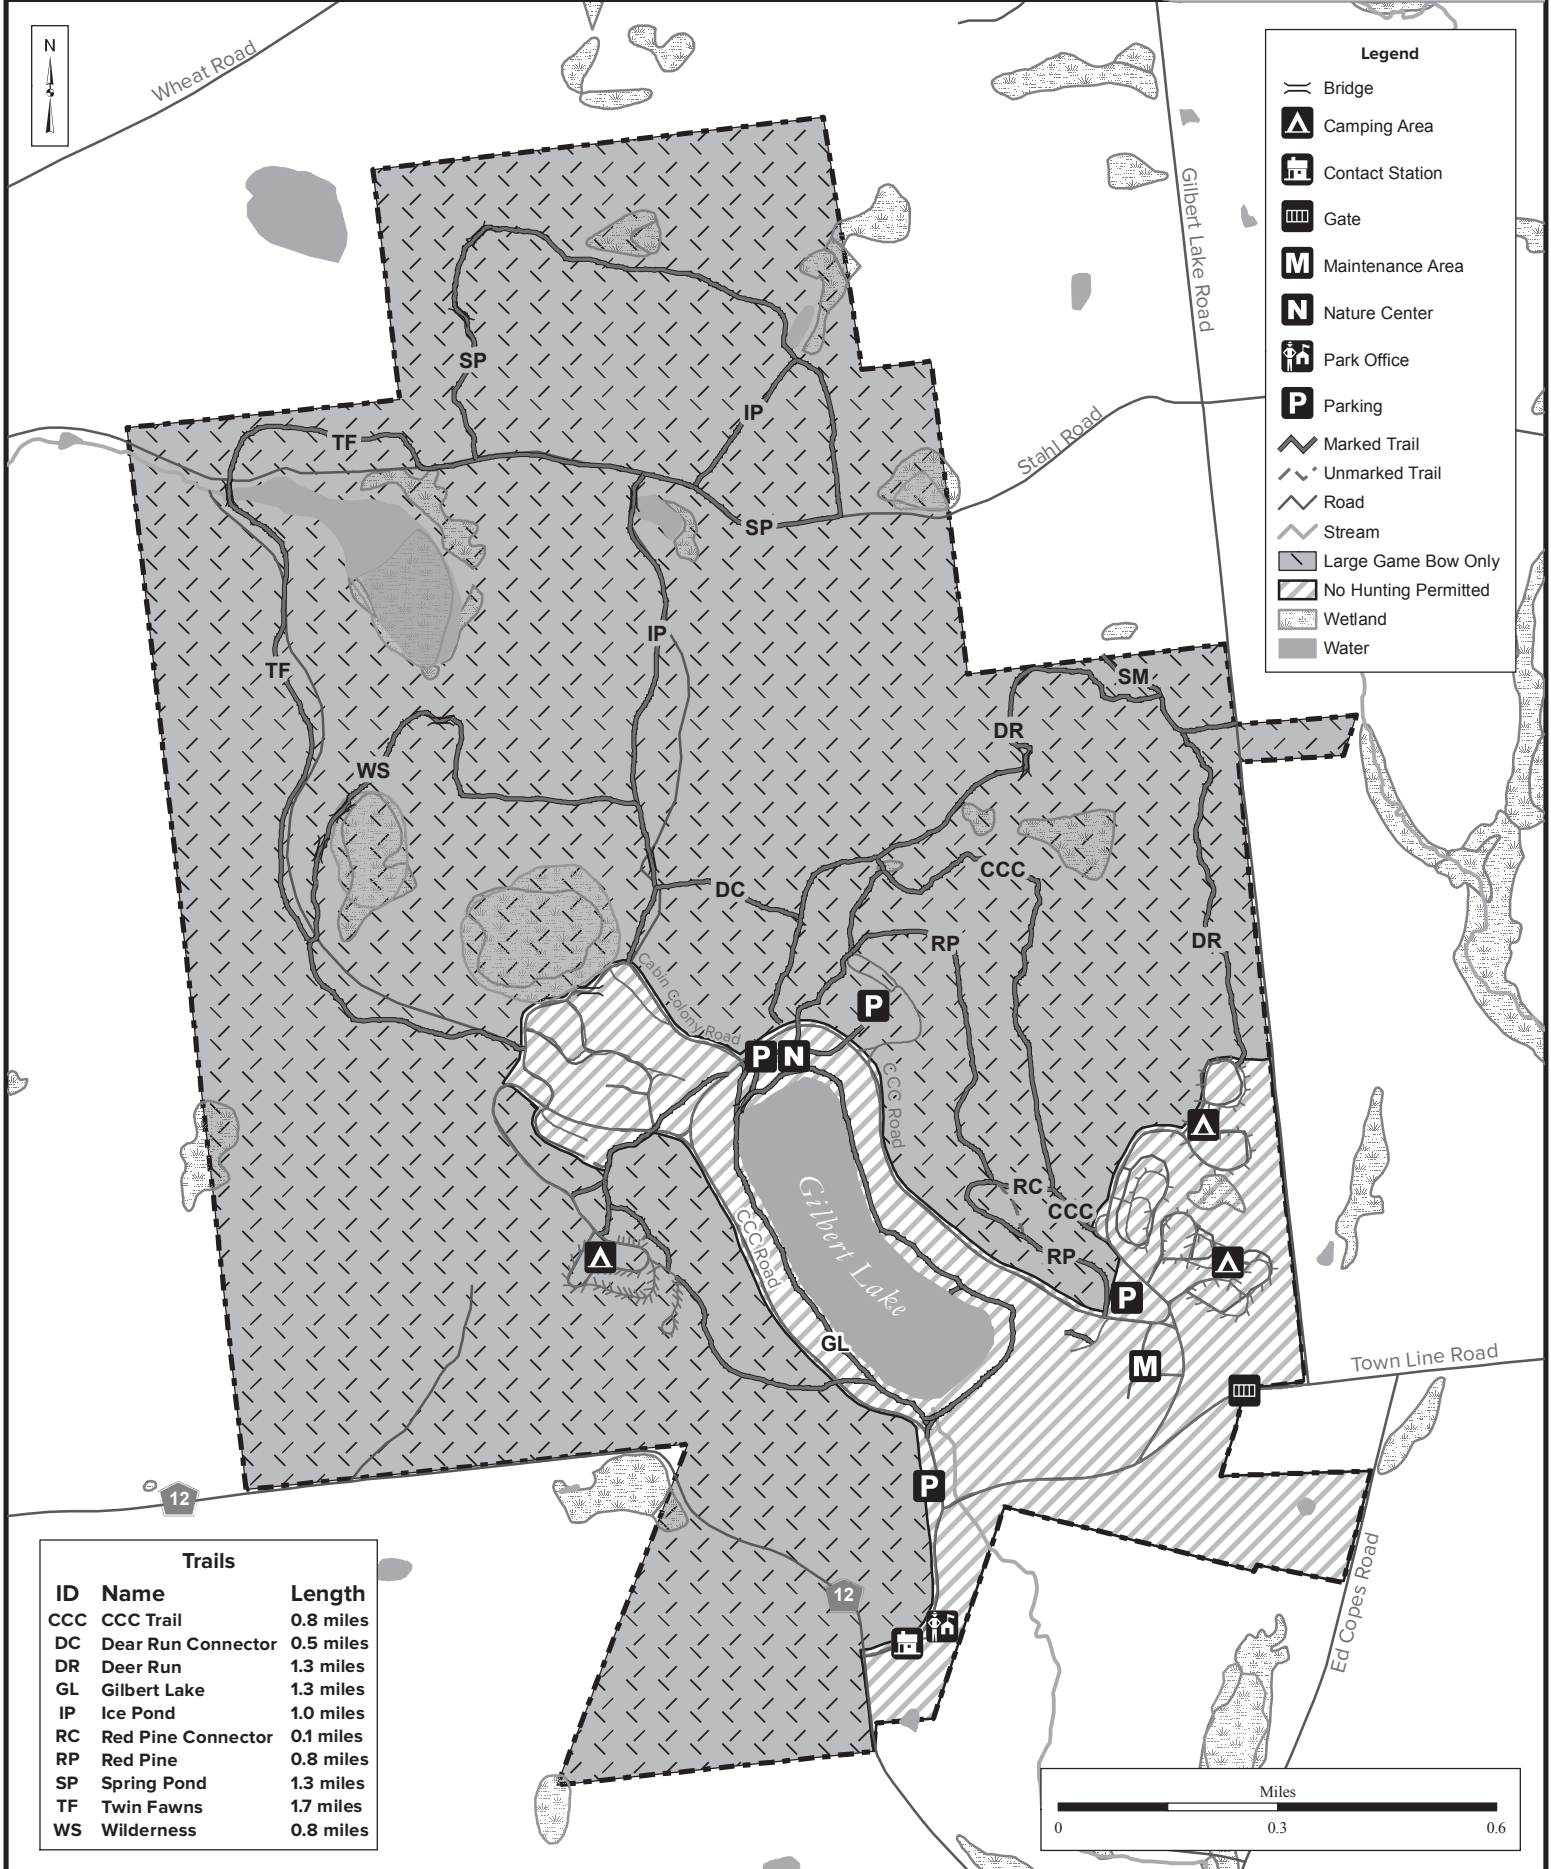 N
Wheat Road
Gilbert Lake Road
Legend
Bridge
Camping Area
Contact Station
Gate
M Maintenance Area
N Nature Center
Park Office
P Parking
Marked Trail
Unmarked Trail
Road
Stream
Large Game Bow Only
No Hunting Permitted
Wetland
Water
SP
IP
TF
Stahl Road
SP
IP
TF
SM
DR
WS
CCC
DC
RP
DR
Cabin Colony Road
P
P N
CCC Road
Gilbert Lake
RC
CCC
CCC Road
RP
P
GL
M
Town Line Road
P
12
12
Ed Copes Road
Trails
ID Name Length
CCC CCC Trail 0.8 miles
DC Dear Run Connector 0.5 miles
DR Deer Run 1.3 miles
GL Gilbert Lake 1.3 miles
IP Ice Pond 1.0 miles
RC Red Pine Connector 0.1 miles
RP Red Pine 0.8 miles
SP Spring Pond 1.3 miles
TF Twin Fawns 1.7 miles
WS Wilderness 0.8 miles
Miles
0 0.3 0.6